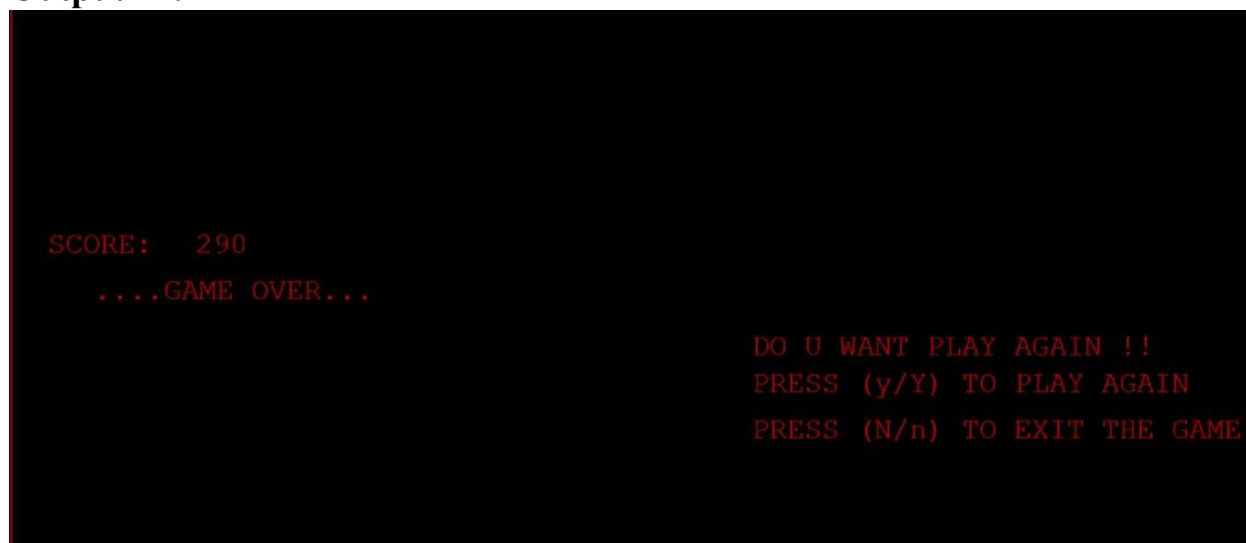 SCORE: 290
....GAME OVER...
DO U WANT PLAY AGAIN !!
PRESS (y/Y) TO PLAY AGAIN
PRESS (N/n) TO EXIT THE GAME